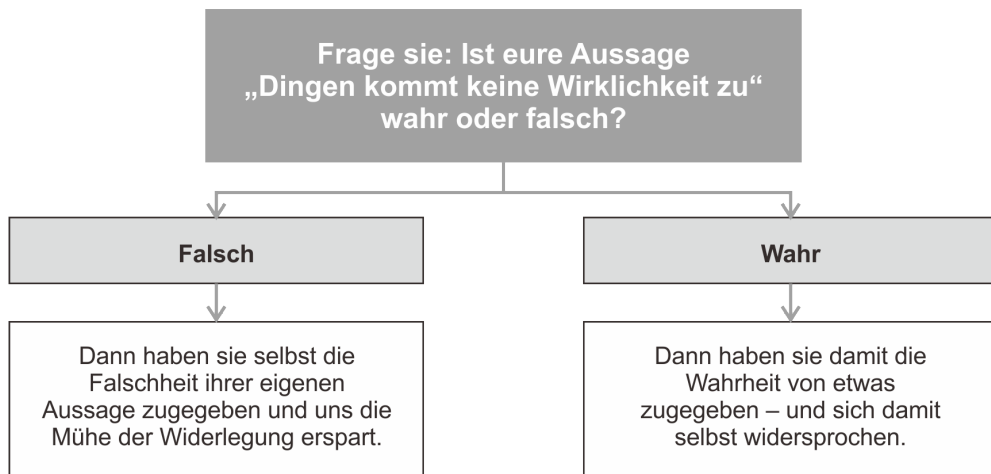 Frage sie: Ist eure Aussage
„Dingen kommt keine Wirklichkeit zu“
wahr oder falsch?
Falsch
Wahr
Dann haben sie selbst die
Falschheit ihrer eigenen
Aussage zugegeben und uns die
Mühe der Widerlegung erspart.
Dann haben sie damit die
Wahrheit von etwas
zugegeben – und sich damit
selbst widersprochen.